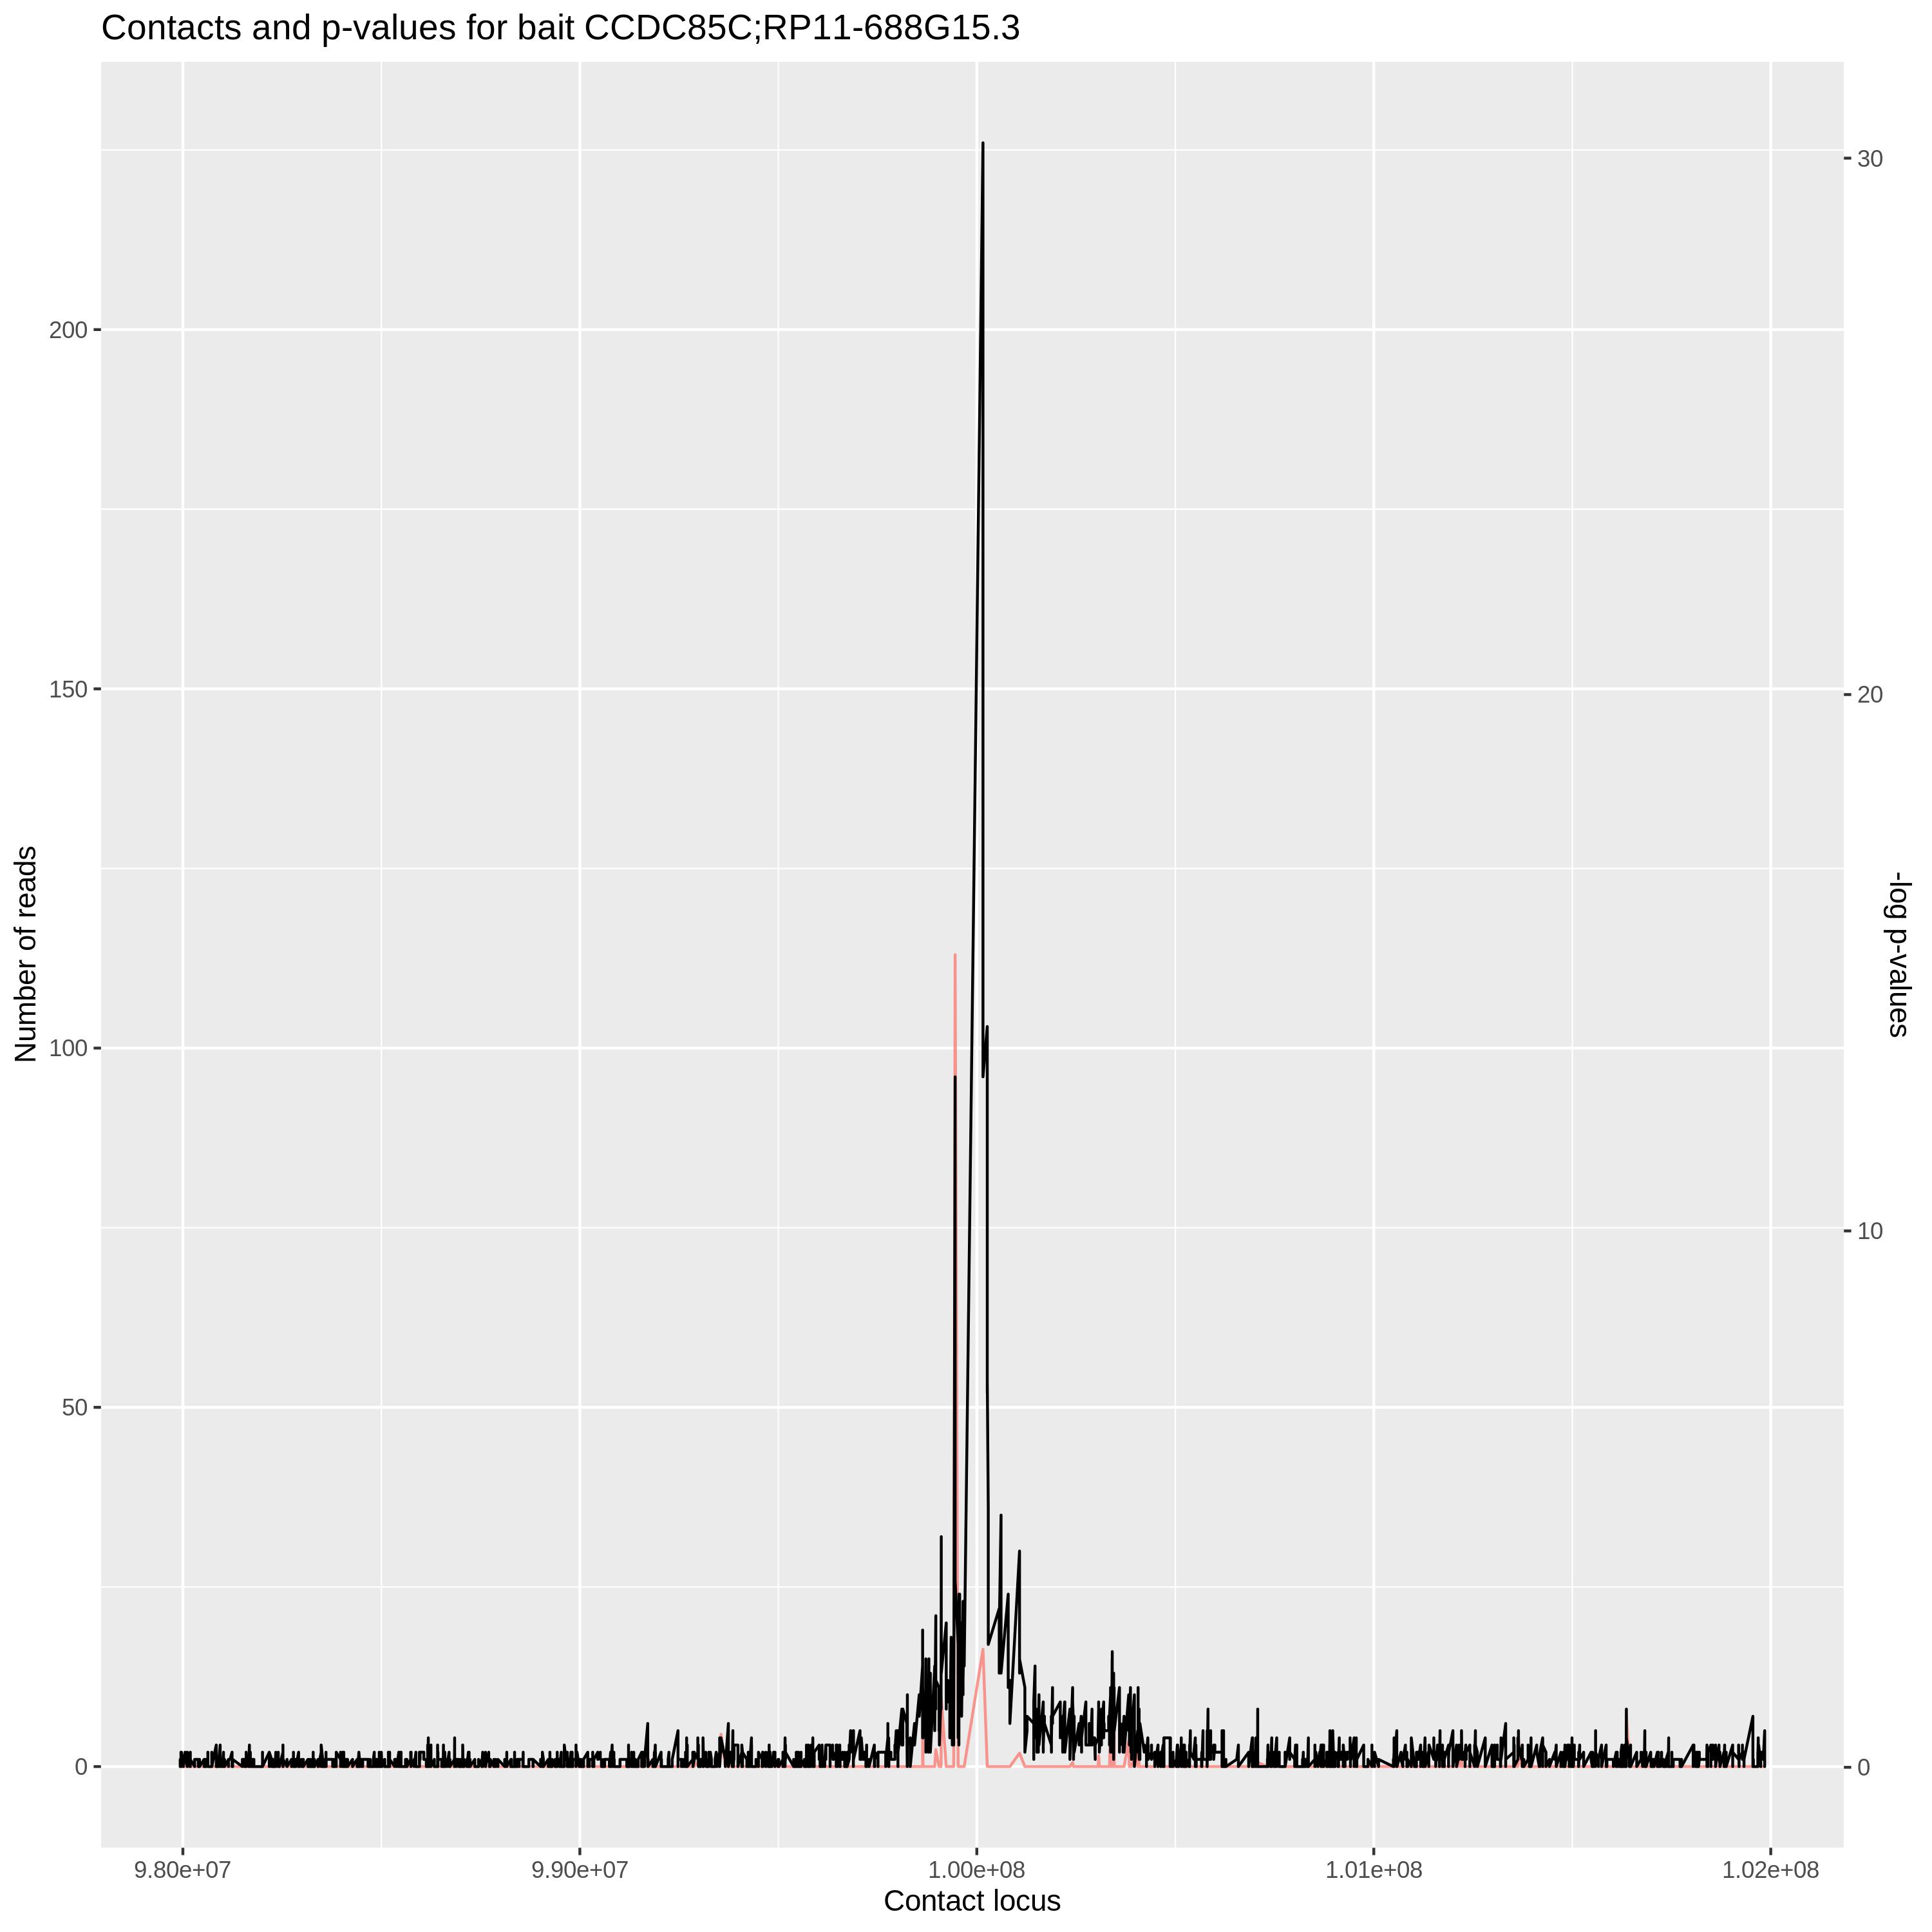 Contacts and p-values for bait CCDC85C;RP11-688G15.3
Number of reads
200
150
100
50
0
30
20
10
0
-log p-values
9.80e+07 9.90e+07 1.00e+08 1.01e+08 1.02e+08
Contact locus